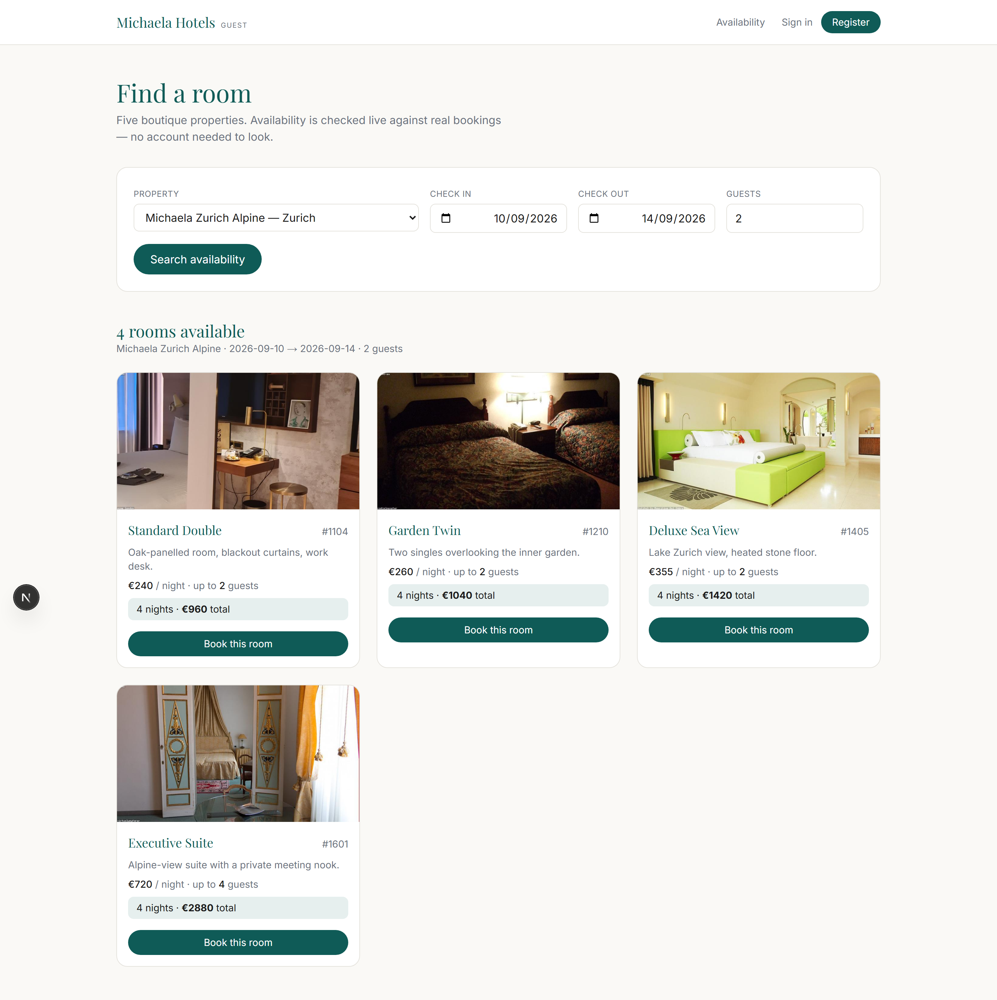 Michaela Hotels GUEST
Availability
Sign in
Register
Find a room
Five boutique properties. Availability is checked live against real bookings
— no account needed to look.
PROPERTY
CHECK IN
CHECK OUT
GUESTS
Michaela Zurich Alpine — Zurich
10/09/2026
14/09/2026
2
Search availability
4 rooms available
Michaela Zurich Alpine · 2026-09-10 → 2026-09-14 · 2 guests
Standard Double
#1104
Oak-panelled room, blackout curtains, work
desk.
€240 / night · up to 2 guests
4 nights · €960 total
Book this room
Garden Twin
#1210
Two singles overlooking the inner garden.
€260 / night · up to 2 guests
4 nights · €1040 total
Book this room
Deluxe Sea View
#1405
Lake Zurich view, heated stone floor.
€355 / night · up to 2 guests
4 nights · €1420 total
Book this room
Executive Suite
#1601
Alpine-view suite with a private meeting nook.
€720 / night · up to 4 guests
4 nights · €2880 total
Book this room
N